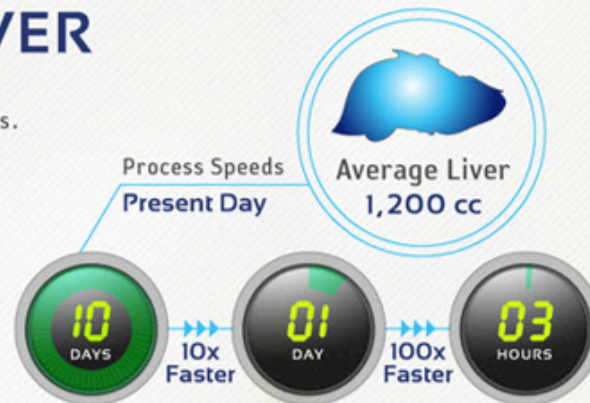 VER
s.
Process Speeds
Present Day
Average Liver
1,200 cc
10
DAYS
10x
Faster
01
DAY
100x
Faster
03
HOURS